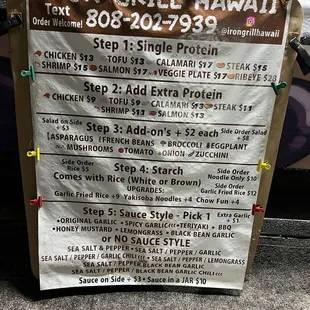 GRILL HAWAII
Text
Order Welcome!
808-202-7939
@irongrillhawaii
Step 1: Single Protein
CHICKEN $13 TOFU $13 CALAMARI $17 STEAK $15
SHRIMP $15 SALMON $17 VEGGIE PLATE $17 RIBEYE $28
Step 2: Add Extra Protein
CHICKEN $9 TOFU $9 CALAMARI $13 STEAK $11
SHRIMP $11 SALMON $13
Salad on Side
+ $3
Step 3: Add-on's + $2 each
Side Order Salad
$8
ASPARAGUS FRENCH BEANS BROCCOLI EGGPLANT
MUSHROOMS TOMATO ONION ZUCCHINI
Side Order
Rice $5
Step 4: Starch
Side Order
Noodle Only $10
Comes with Rice (White or Brown)
Side Order
Garlic Fried Rice $12
UPGRADES:
Garlic Fried Rice +9 Yakisoba Noodles +4 Chow Fun +4
Step 5: Sauce Style - Pick 1
Extra Garlic
+ $1
• ORIGINAL GARLIC • SPICY GARLIC • TERIYAKI • BBQ
HONEY MUSTARD • LEMONGRASS • BLACK BEAN GARLIC
or NO SAUCE STYLE
SEA SALT & PEPPER • SEA SALT / PEPPER / GARLIC
SEA SALT / PEPPER / GARLIC CHILI • SEA SALT / PEPPER / LEMONGRASS
SEA SALT / PEPPER / BLACK BEAN GARLIC
SEA SALT / PEPPER / BLACK BEAN GARLIC CHILI
Sauce on Side + $3 • Sauce in a JAR $10